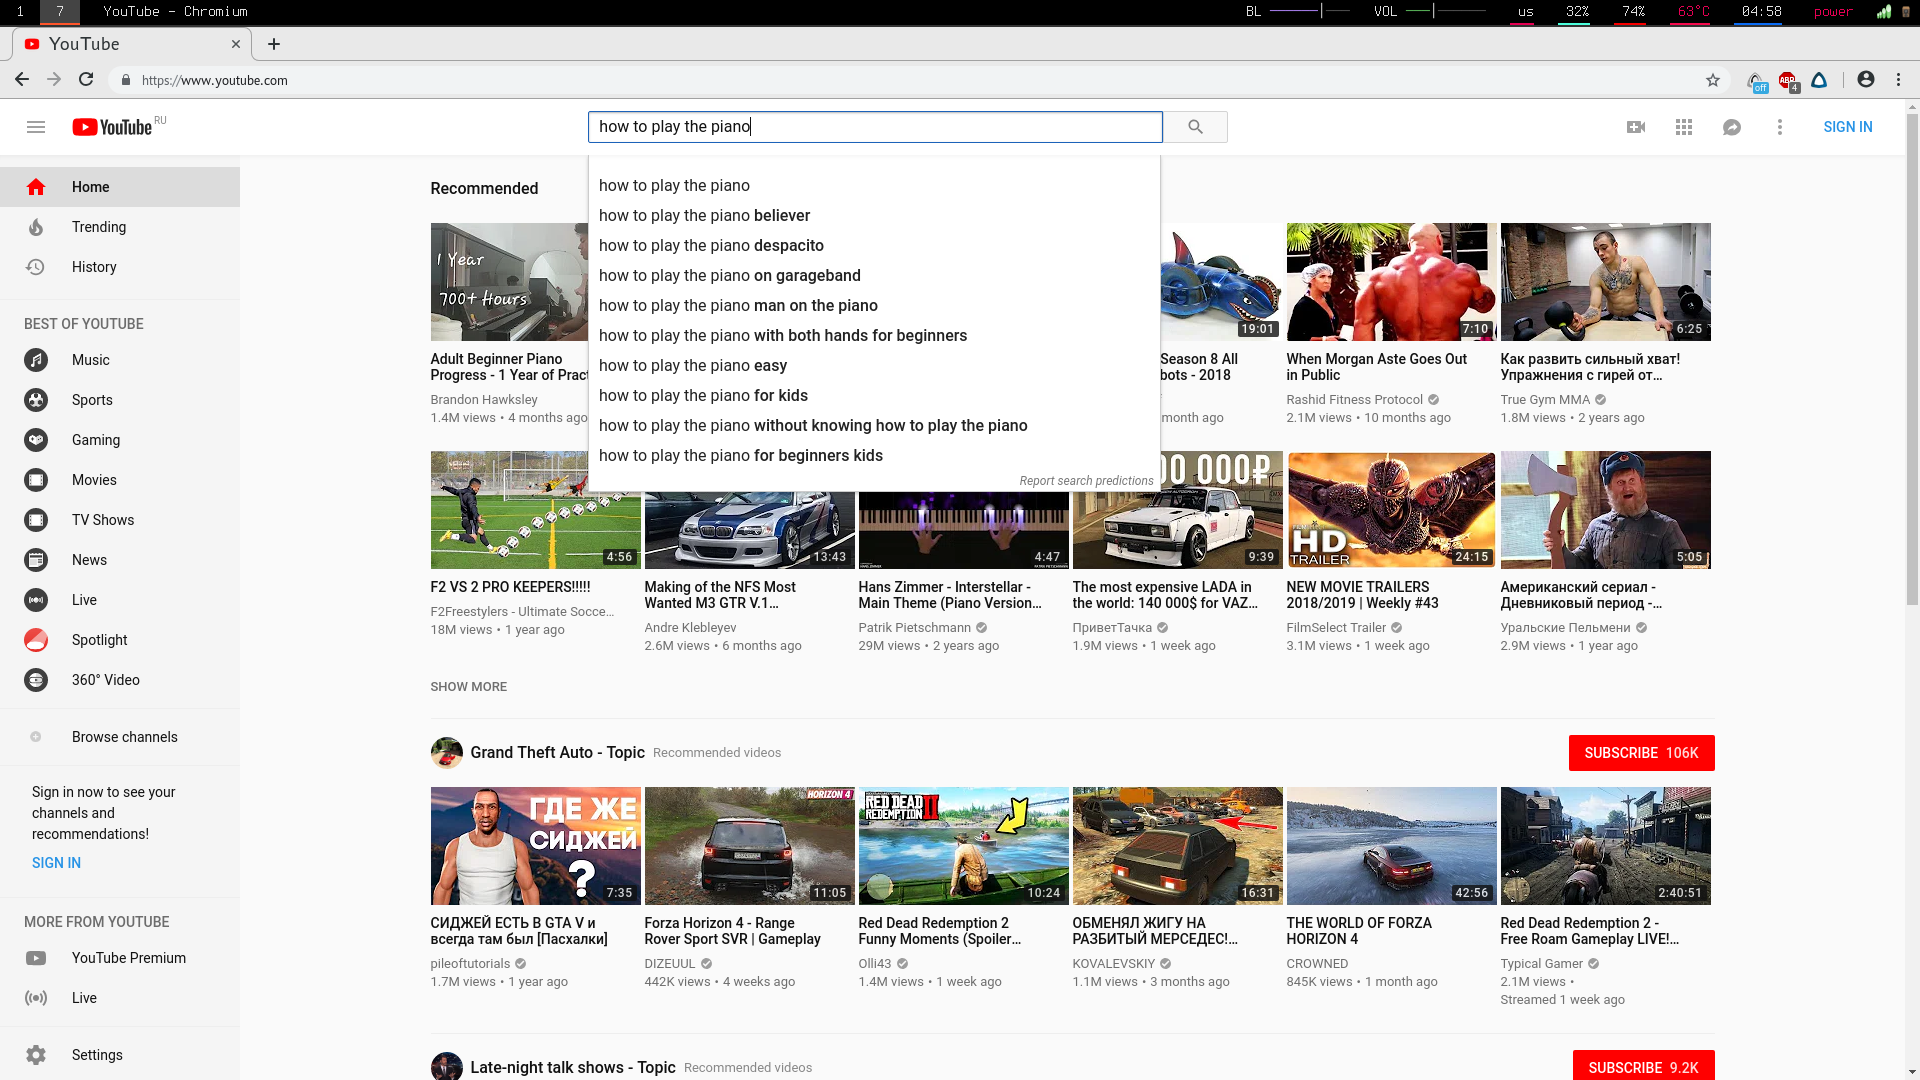 1 7 YouTube - Chromium BL VOL us 32% 74% 63°C 04:58 power
YouTube
https://www.youtube.com off ABP 4
YouTube RU how to play the piano SIGN IN
Home
Trending
History
BEST OF YOUTUBE
Music
Sports
Gaming
Movies
TV Shows
News
Live
Spotlight
360° Video
Browse channels
Sign in now to see your
channels and
recommendations!
SIGN IN
MORE FROM YOUTUBE
YouTube Premium
Live
Settings
how to play the piano
how to play the piano believer
how to play the piano despacito
how to play the piano on garageband
how to play the piano man on the piano
how to play the piano with both hands for beginners
how to play the piano easy
how to play the piano for kids
how to play the piano without knowing how to play the piano
how to play the piano for beginners kids
Report search predictions
Recommended
1 Year
700+ Hours
19:01 7:10 6:25
Adult Beginner Piano
Progress - 1 Year of Prac
Brandon Hawksley
1.4M views • 4 months ago
Season 8 All
bots - 2018
month ago
When Morgan Aste Goes Out
in Public
Rashid Fitness Protocol
2.1M views • 10 months ago
Как развить сильный хват!
Упражнения с гирей от...
True Gym MMA
1.8M views • 2 years ago
00 000₽
HD
TRAILER
4:56 13:43 4:47 9:39 24:15 5:05
F2 VS 2 PRO KEEPERS!!!!!
F2Freestylers - Ultimate Socce...
18M views • 1 year ago
Making of the NFS Most
Wanted M3 GTR V.1...
Andre Klebleyev
2.6M views • 6 months ago
Hans Zimmer - Interstellar -
Main Theme (Piano Version...
Patrik Pietschmann
29M views • 2 years ago
The most expensive LADA in
the world: 140 000$ for VAZ...
ПриветТачка
1.9M views • 1 week ago
NEW MOVIE TRAILERS
2018/2019 | Weekly #43
FilmSelect Trailer
3.1M views • 1 week ago
Американский сериал -
Дневниковый период -...
Уральские Пельмени
2.9M views • 1 year ago
SHOW MORE
Grand Theft Auto - Topic Recommended videos SUBSCRIBE 106K
ГДЕ ЖЕ
СИДЖЕЙ
?
HORIZON 4
RED DEAD
REDEMPTION II
7:35 11:05 10:24 16:31 42:56 2:40:51
СИДЖЕЙ ЕСТЬ В GTA V и
всегда там был [Пасхалки]
pileoftutorials
1.7M views • 1 year ago
Forza Horizon 4 - Range
Rover Sport SVR | Gameplay
DIZEUUL
442K views • 4 weeks ago
Red Dead Redemption 2
Funny Moments (Spoiler...
Olli43
1.4M views • 1 week ago
ОБМЕНЯЛ ЖИГУ НА
РАЗБИТЫЙ МЕРСЕДЕС!...
KOVALEVSKIY
1.1M views • 3 months ago
THE WORLD OF FORZA
HORIZON 4
CROWNED
845K views • 1 month ago
Red Dead Redemption 2 -
Free Roam Gameplay LIVE!...
Typical Gamer
2.1M views •
Streamed 1 week ago
Late-night talk shows - Topic Recommended videos SUBSCRIBE 9.2K